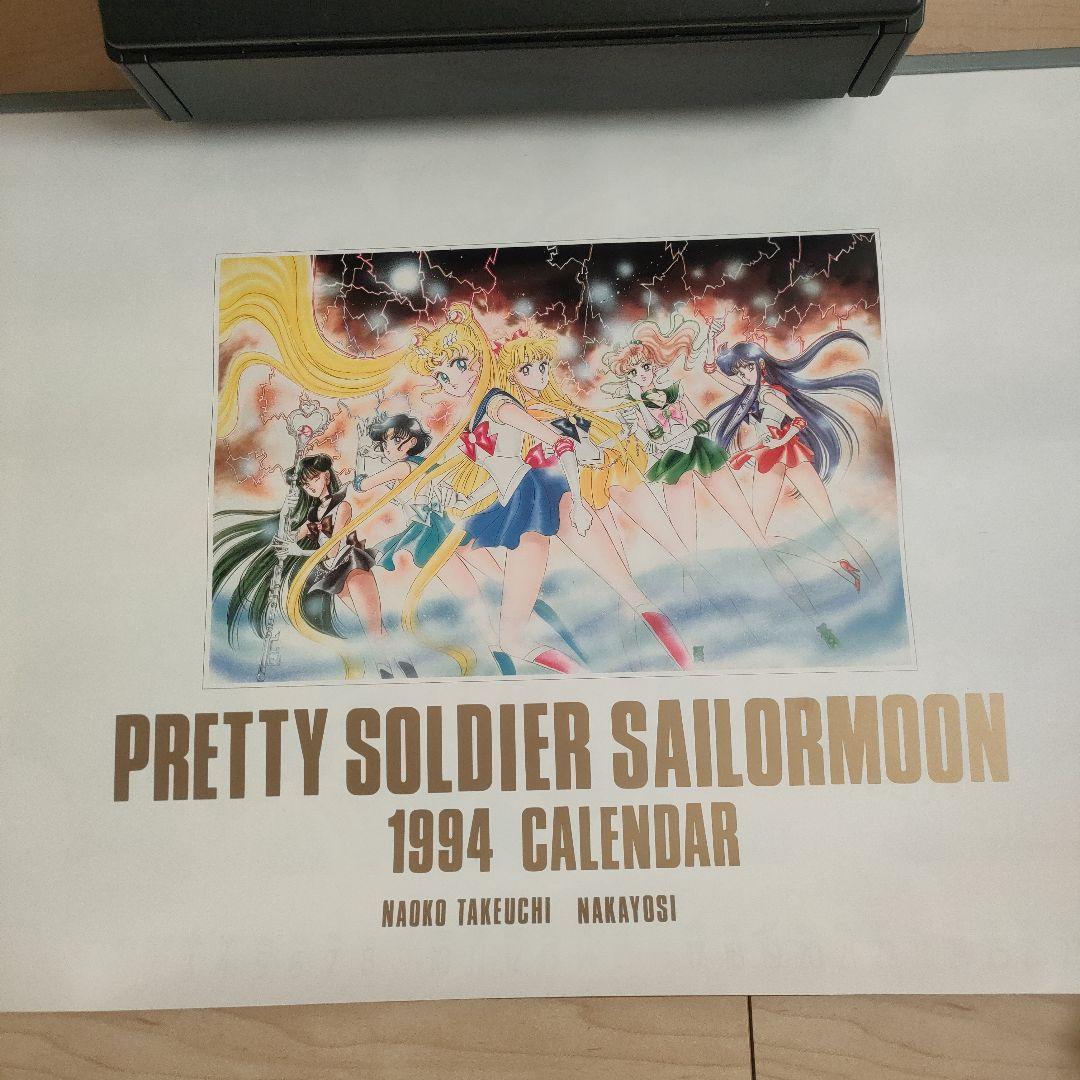 PRETTY SOLDIER SAILORMOON
1994 CALENDAR
NAOKO TAKEUCHI NAKAYOSI